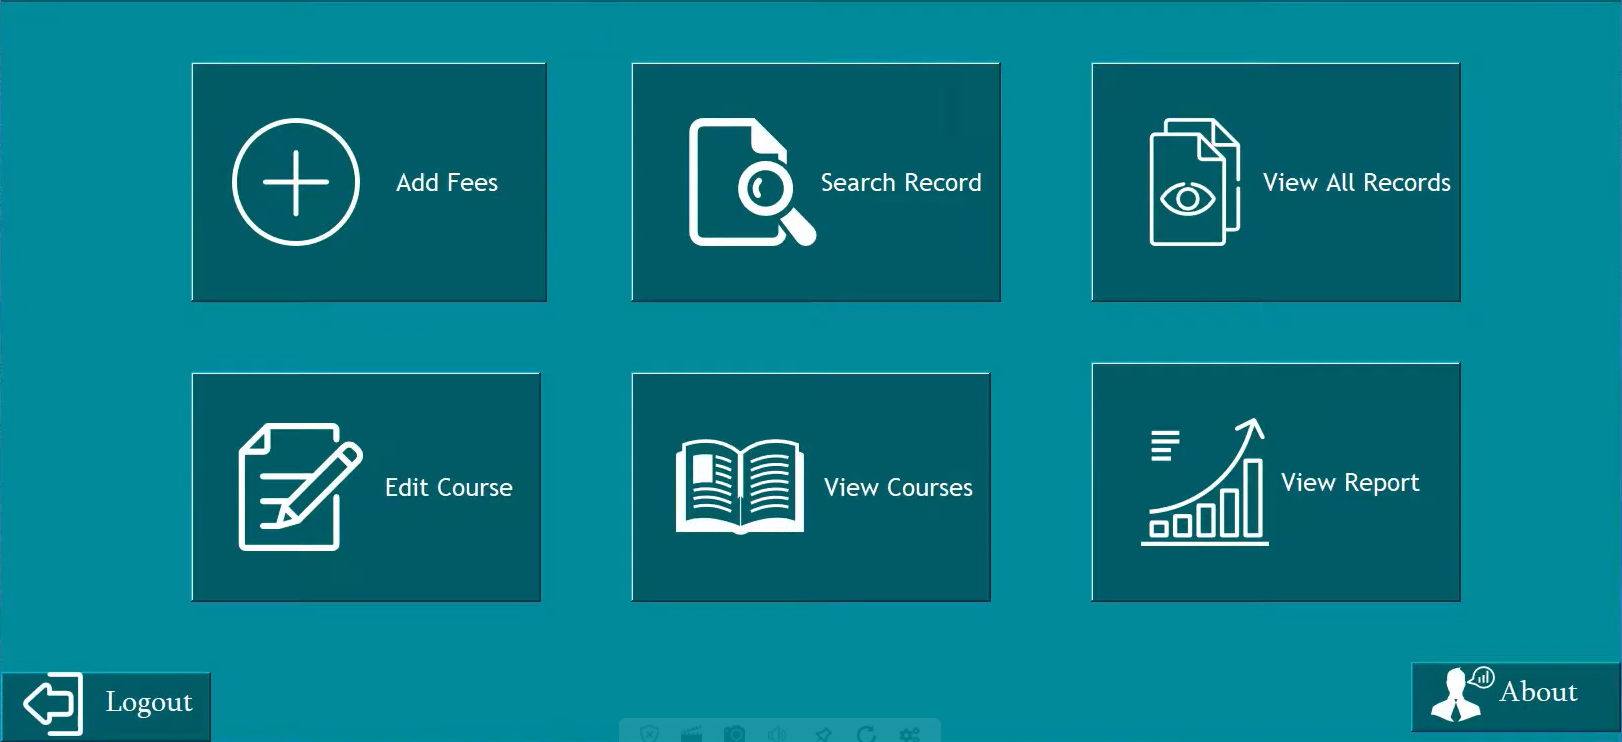 Add Fees
Search Record
View All Records
Edit Course
View Courses
View Report
Logout
About